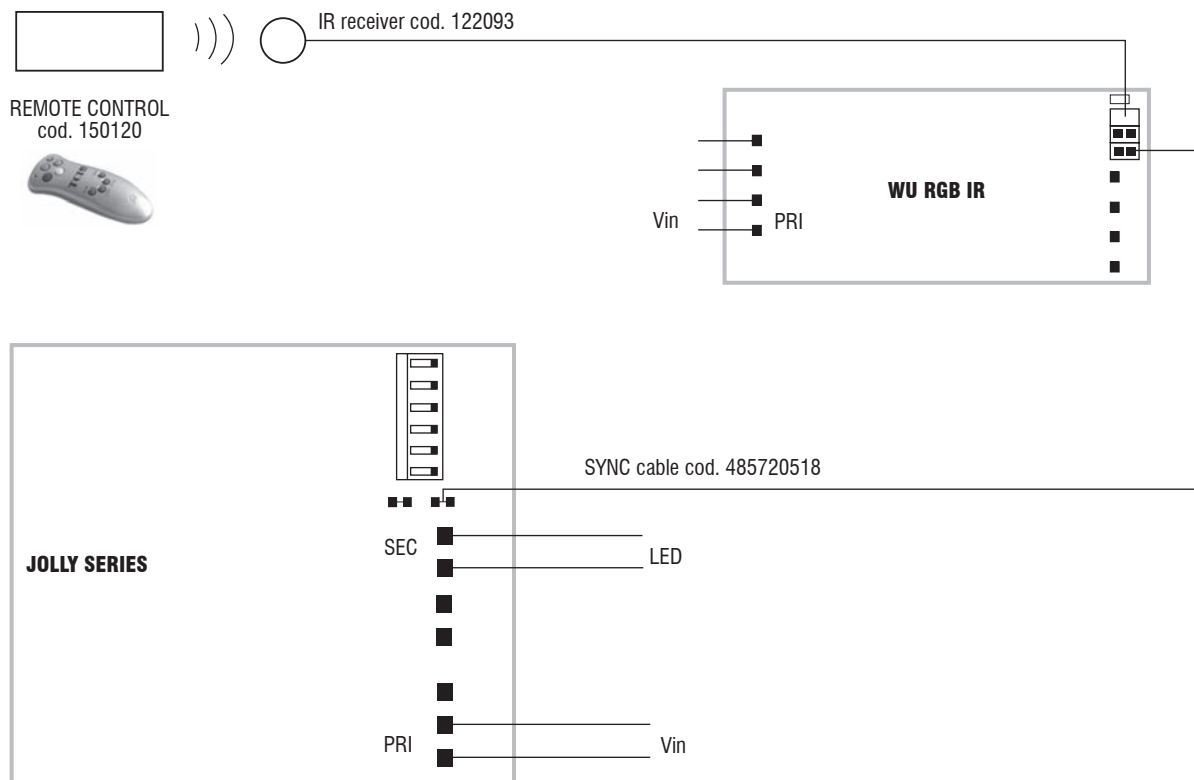 IR receiver cod. 122093
REMOTE CONTROL
cod. 150120
WU RGB IR
Vin
PRI
SYNC cable cod. 485720518
SEC
LED
JOLLY SERIES
PRI
Vin